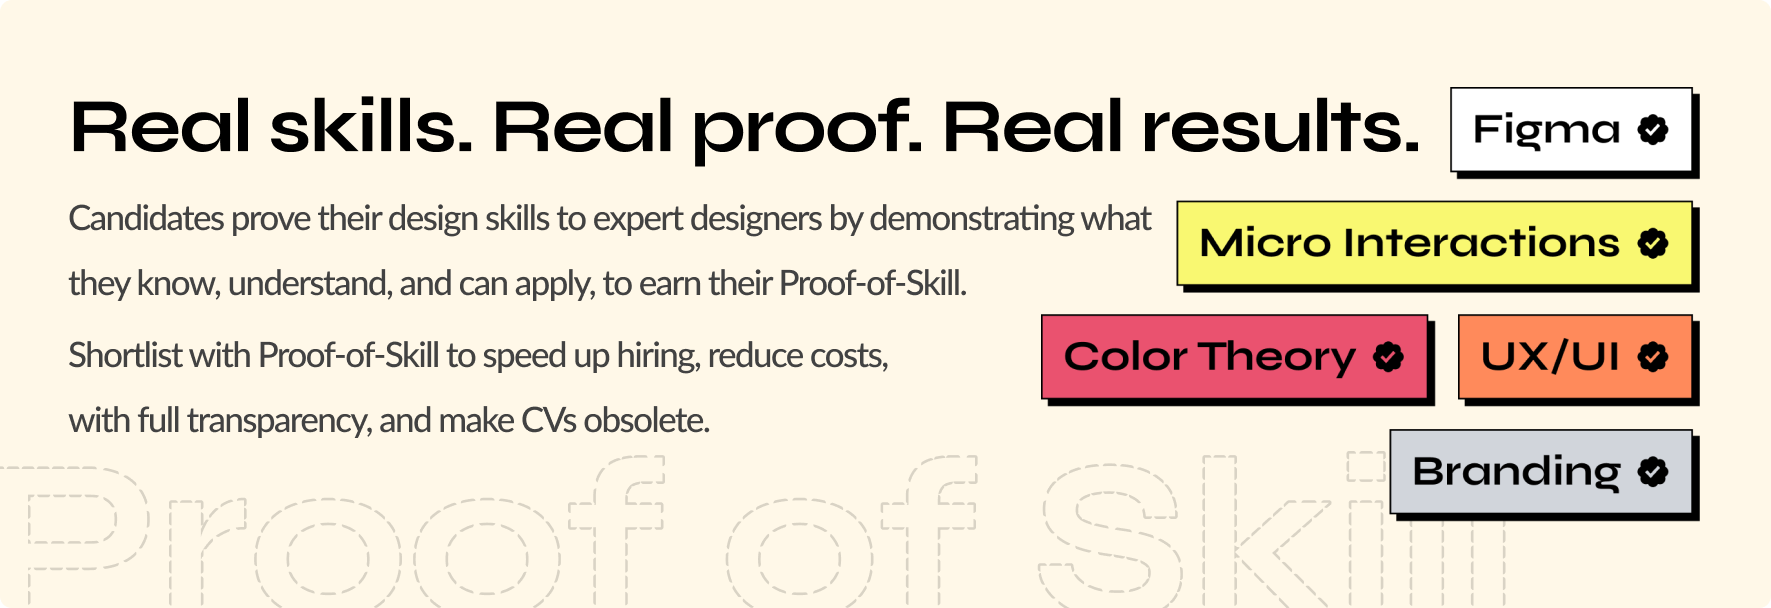 Real skills. Real proof. Real results.
Figma
Candidates prove their design skills to expert designers by demonstrating what
they know, understand, and can apply, to earn their Proof-of-Skill.
Micro Interactions
Shortlist with Proof-of-Skill to speed up hiring, reduce costs,
with full transparency, and make CVs obsolete.
Color Theory
UX/UI
Branding
Proof of Skill